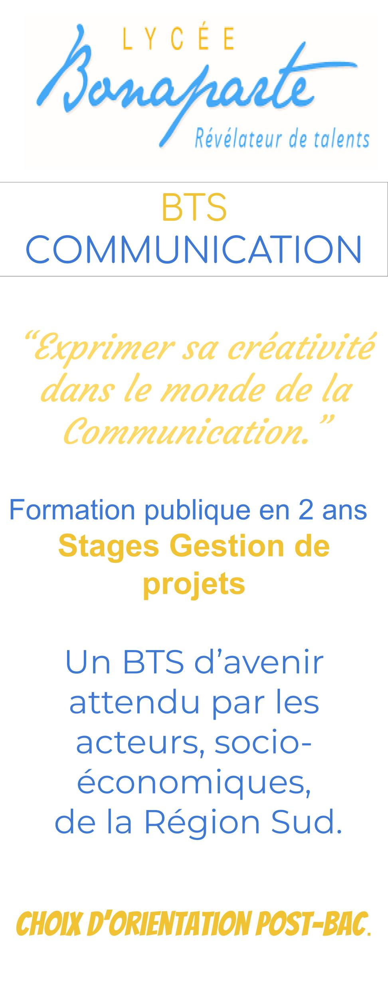 LYCÉE
Bonaparte
Révélateur de talents
BTS
COMMUNICATION
“Exprimer sa créativité
dans le monde de la
Communication.”
Formation publique en 2 ans
Stages Gestion de
projets
Un BTS d’avenir
attendu par les
acteurs, socio-
économiques,
de la Région Sud.
CHOIX D'ORIENTATION POST-BAC.